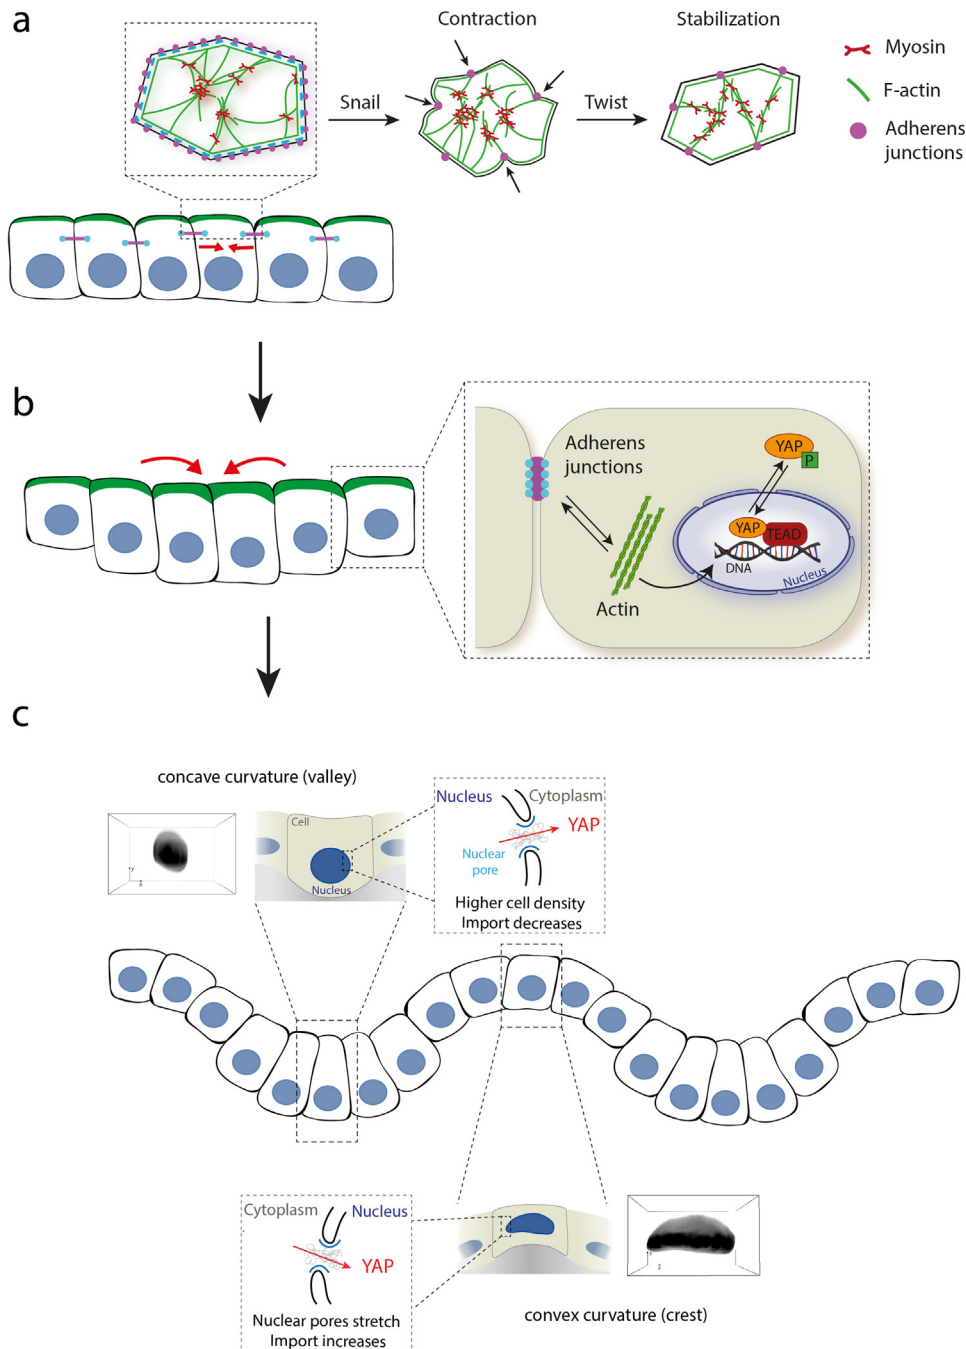 a
Contraction
Stabilization
Snail
Twist
Myosin
F-actin
Adherens
junctions
b
Adherens
junctions
Actin
YAP
P
YAP
TEAD
DNA
Nucleus
c
concave curvature (valley)
Cell
Nucleus
Nucleus
Cytoplasm
YAP
Nuclear
pore
Higher cell density
Import decreases
Cytoplasm
Nucleus
YAP
Nuclear pores stretch
Import increases
convex curvature (crest)